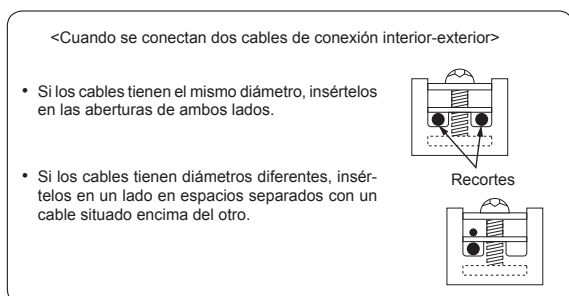 <Cuando se conectan dos cables de conexión interior-exterior>
• Si los cables tienen el mismo diámetro, insértelos
en las aberturas de ambos lados.
Recortes
• Si los cables tienen diámetros diferentes, insér-
telos en un lado en espacios separados con un
cable situado encima del otro.